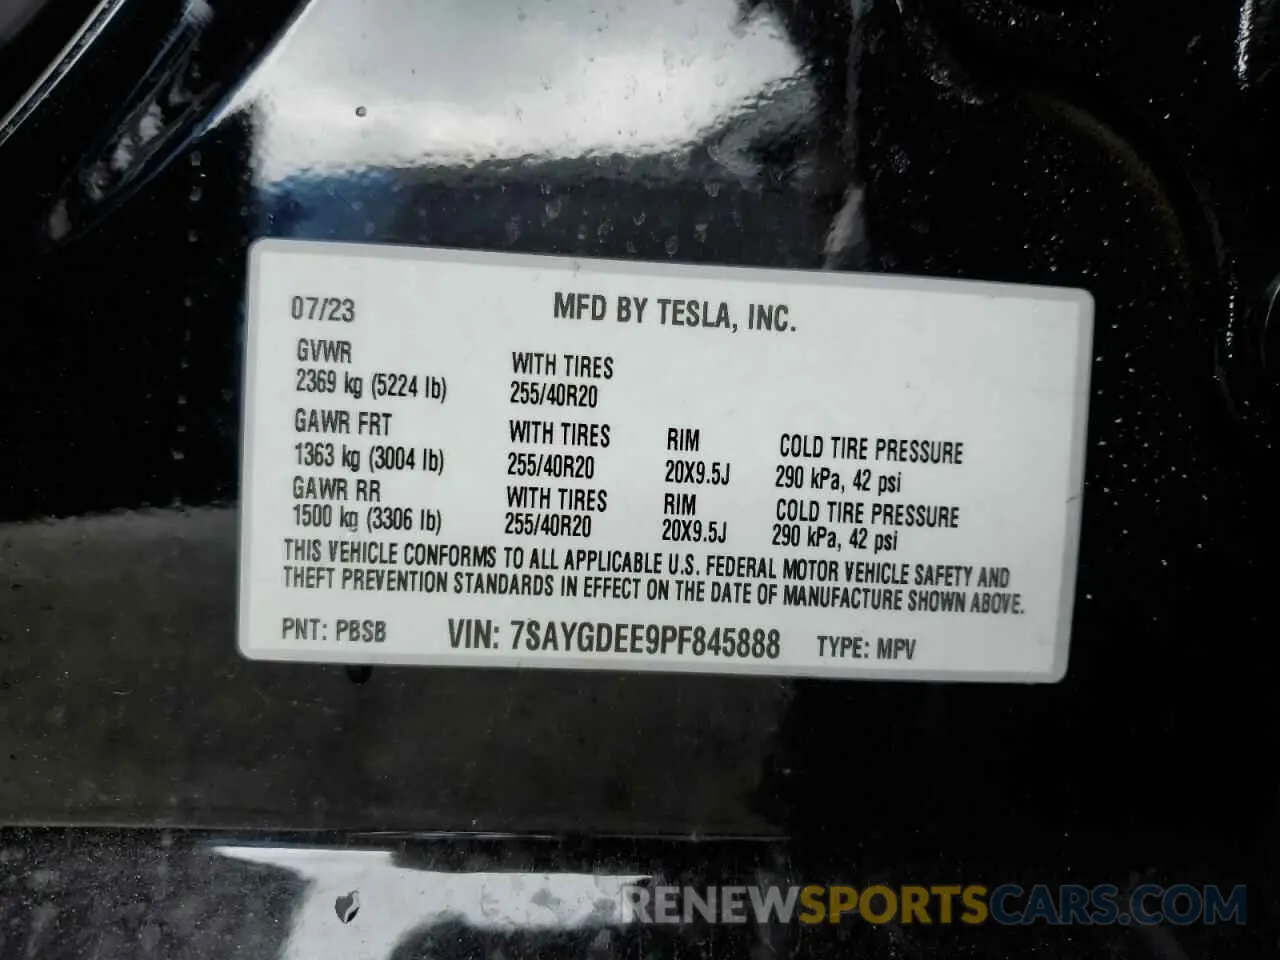 07/23 MFD BY TESLA, INC.
GVWR WITH TIRES
2369 kg (5224 lb) 255/40R20
GAWR FRT WITH TIRES RIM COLD TIRE PRESSURE
1363 kg (3004 lb) 255/40R20 20X9.5J 290 kPa, 42 psi
GAWR RR WITH TIRES RIM COLD TIRE PRESSURE
1500 kg (3306 lb) 255/40R20 20X9.5J 290 kPa, 42 psi
THIS VEHICLE CONFORMS TO ALL APPLICABLE U.S. FEDERAL MOTOR VEHICLE SAFETY AND
THEFT PREVENTION STANDARDS IN EFFECT ON THE DATE OF MANUFACTURE SHOWN ABOVE.
PNT: PBSB VIN: 7SAYGDEE9PF845888 TYPE: MPV
RENEWSPORTSCARS.COM